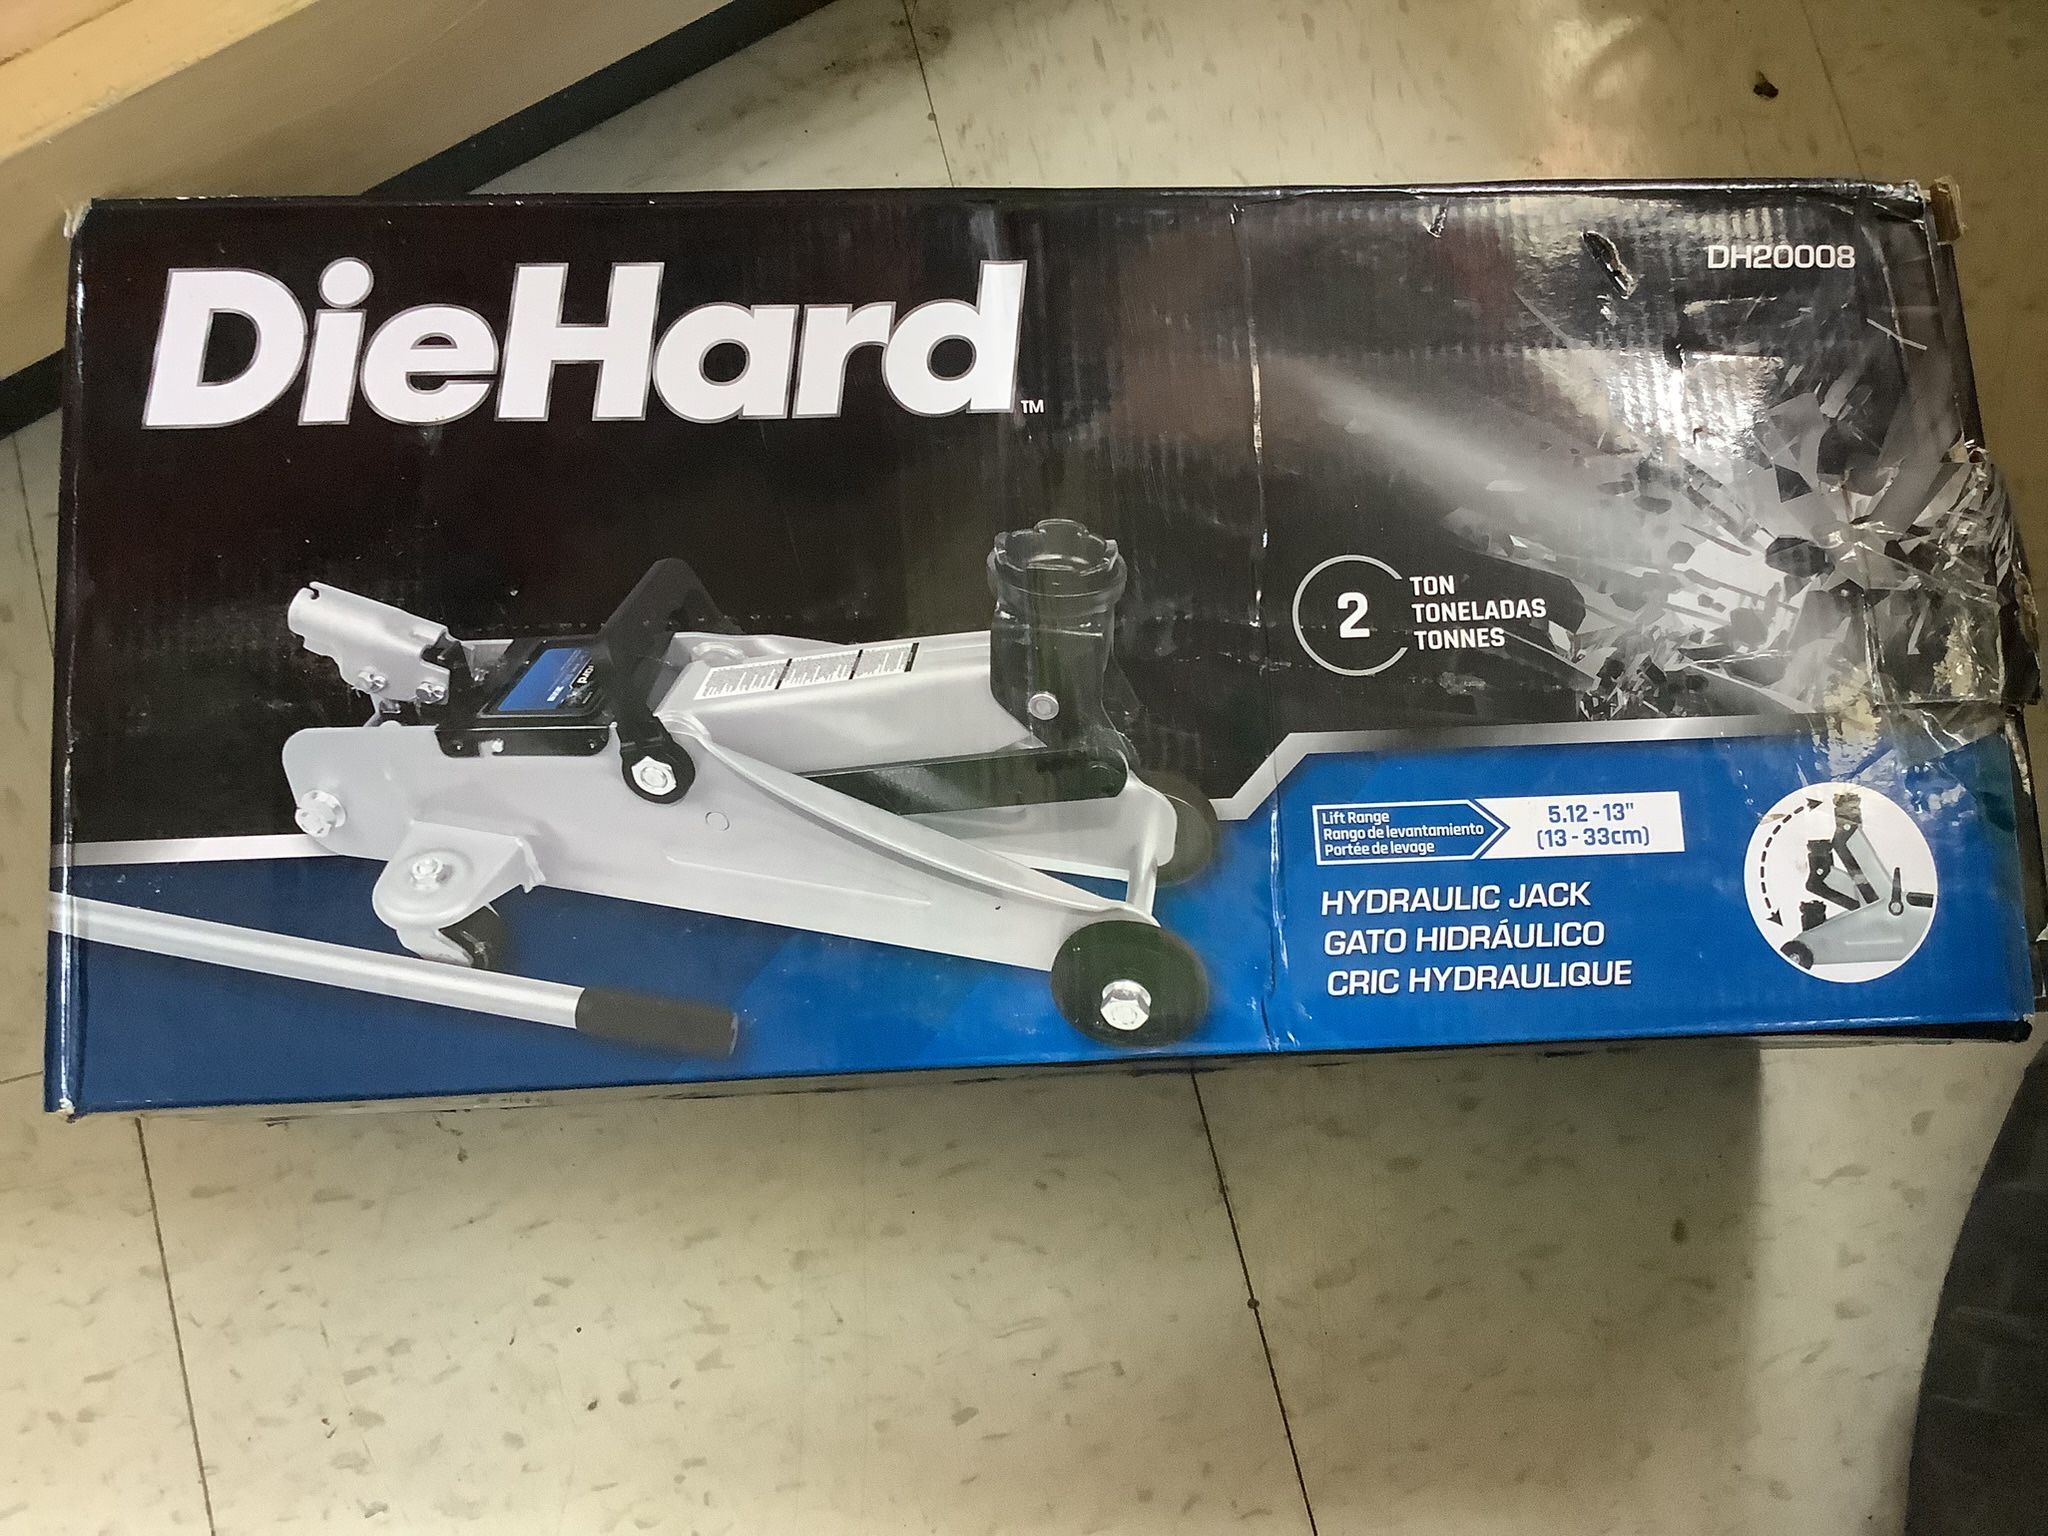 DieHard™
DH20008
2
TON
TONELADAS
TONNES
Lift Range
Rango de levantamiento
Portée de levage
5.12 - 13"
(13 - 33cm)
HYDRAULIC JACK
GATO HIDRÁULICO
CRIC HYDRAULIQUE